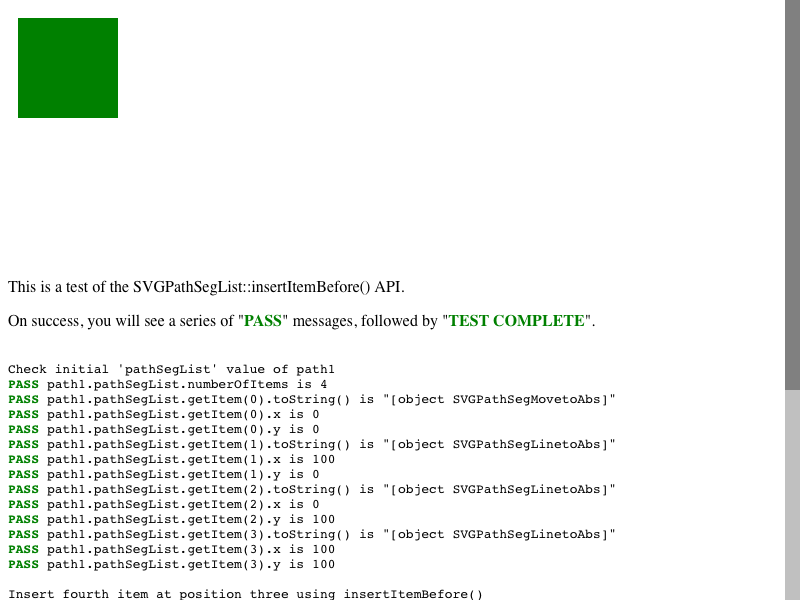 This is a test of the SVGPathSegList::insertItemBefore() API.
On success, you will see a series of "PASS" messages, followed by "TEST COMPLETE".
Check initial 'pathSegList' value of path1
PASS path1.pathSegList.numberOfItems is 4
PASS path1.pathSegList.getItem(0).toString() is "[object SVGPathSegMovetoAbs]"
PASS path1.pathSegList.getItem(0).x is 0
PASS path1.pathSegList.getItem(0).y is 0
PASS path1.pathSegList.getItem(1).toString() is "[object SVGPathSegLinetoAbs]"
PASS path1.pathSegList.getItem(1).x is 100
PASS path1.pathSegList.getItem(1).y is 0
PASS path1.pathSegList.getItem(2).toString() is "[object SVGPathSegLinetoAbs]"
PASS path1.pathSegList.getItem(2).x is 0
PASS path1.pathSegList.getItem(2).y is 100
PASS path1.pathSegList.getItem(3).toString() is "[object SVGPathSegLinetoAbs]"
PASS path1.pathSegList.getItem(3).x is 100
PASS path1.pathSegList.getItem(3).y is 100
Insert fourth item at position three using insertItemBefore()